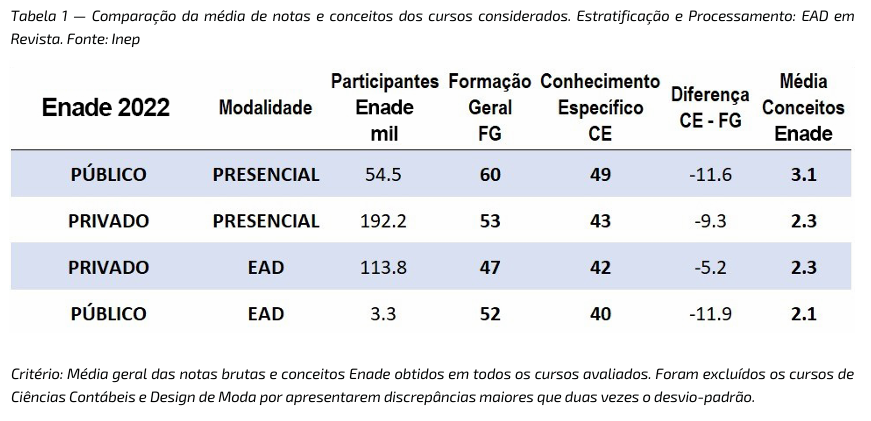 Tabela 1 — Comparação da média de notas e conceitos dos cursos considerados. Estratificação e Processamento: EAD em
Revista. Fonte: Inep
Enade 2022 Modalidade Participantes Enade mil Formação Geral FG Conhecimento Específico CE Diferença CE - FG Média Conceitos Enade
PÚBLICO PRESENCIAL 54.5 60 49 -11.6 3.1
PRIVADO PRESENCIAL 192.2 53 43 -9.3 2.3
PRIVADO EAD 113.8 47 42 -5.2 2.3
PÚBLICO EAD 3.3 52 40 -11.9 2.1
Critério: Média geral das notas brutas e conceitos Enade obtidos em todos os cursos avaliados. Foram excluídos os cursos de
Ciências Contábeis e Design de Moda por apresentarem discrepâncias maiores que duas vezes o desvio-padrão.